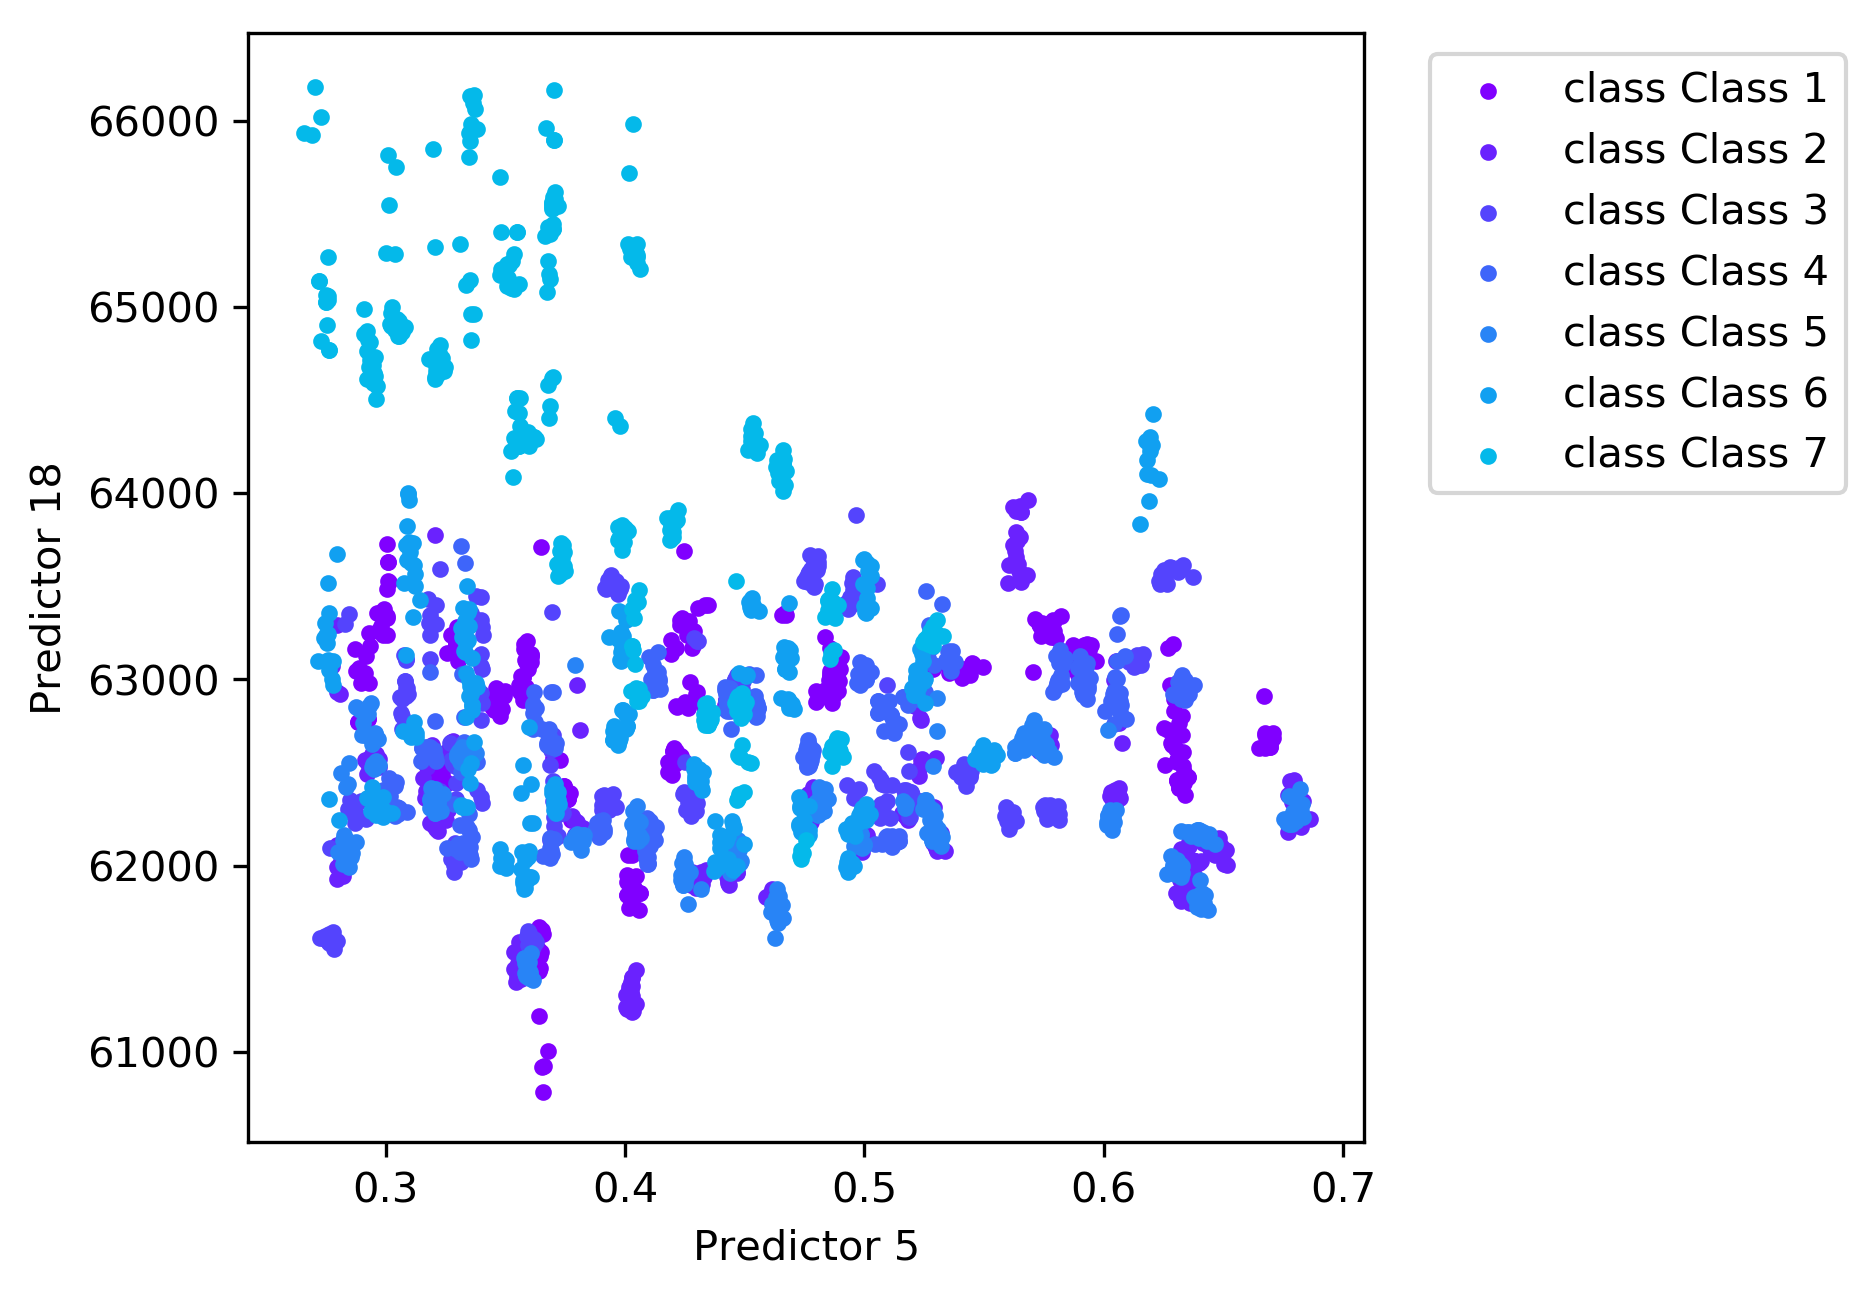 66000
65000
64000
63000
62000
61000
Predictor 18
0.3 0.4 0.5 0.6 0.7
Predictor 5
class Class 1
class Class 2
class Class 3
class Class 4
class Class 5
class Class 6
class Class 7